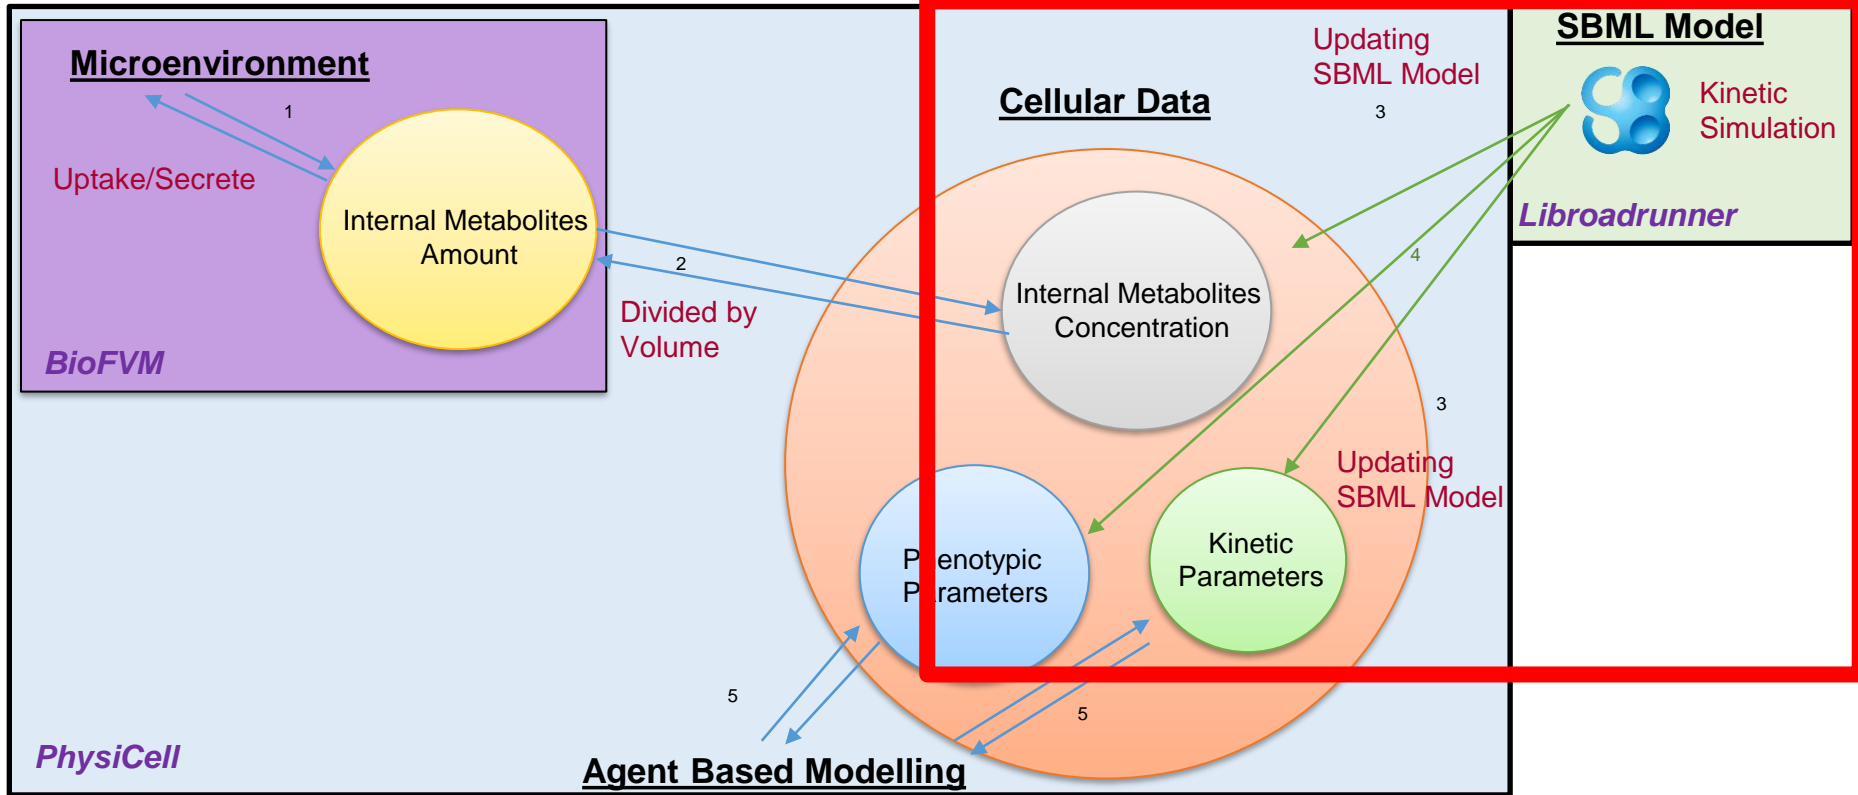 Microenvironment
1
Uptake/Secrete
Internal Metabolites
Amount
BioFVM
2
Divided by
Volume
Cellular Data
Updating
SBML Model
3
SBML Model
Kinetic
Simulation
Libroadrunner
4
Internal Metabolites
Concentration
3
Updating
SBML Model
Phenotypic
Parameters
Kinetic
Parameters
5
5
PhysiCell
Agent Based Modelling